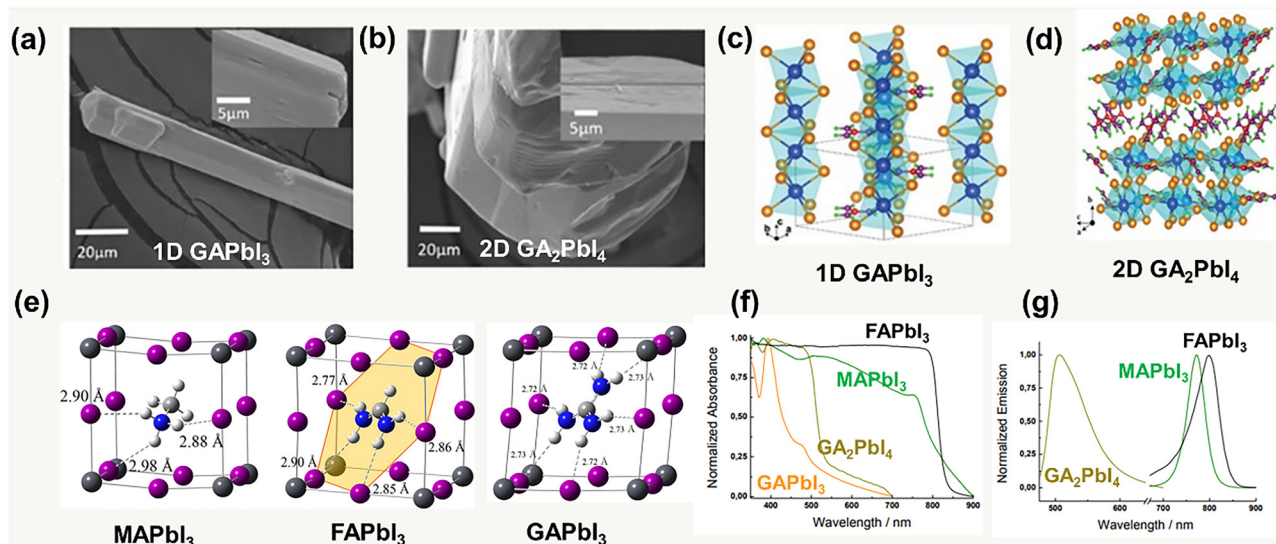 (a)
5μm
20μm
1D GAPbI₃
(b)
5μm
20μm
2D GA₂PbI₄
(c)
c
b
a
1D GAPbI₃
(d)
b
c
a
2D GA₂PbI₄
(e)
2.90 Å
2.88 Å
2.98 Å
MAPbI₃
2.77 Å
2.86 Å
2.90 Å
2.85 Å
FAPbI₃
2.72 Å
2.73 Å
2.72 Å
2.73 Å
2.73 Å
2.72 Å
GAPbI₃
(f)
FAPbI₃
MAPbI₃
GA₂PbI₄
GAPbI₃
Normalized Absorbance
1,00
0,75
0,50
0,25
0,00
400 500 600 700 800 900
Wavelength / nm
(g)
FAPbI₃
MAPbI₃
GA₂PbI₄
Normalized Emission
1,00
0,75
0,50
0,25
0,00
500 600 700 800 900
Wavelength / nm